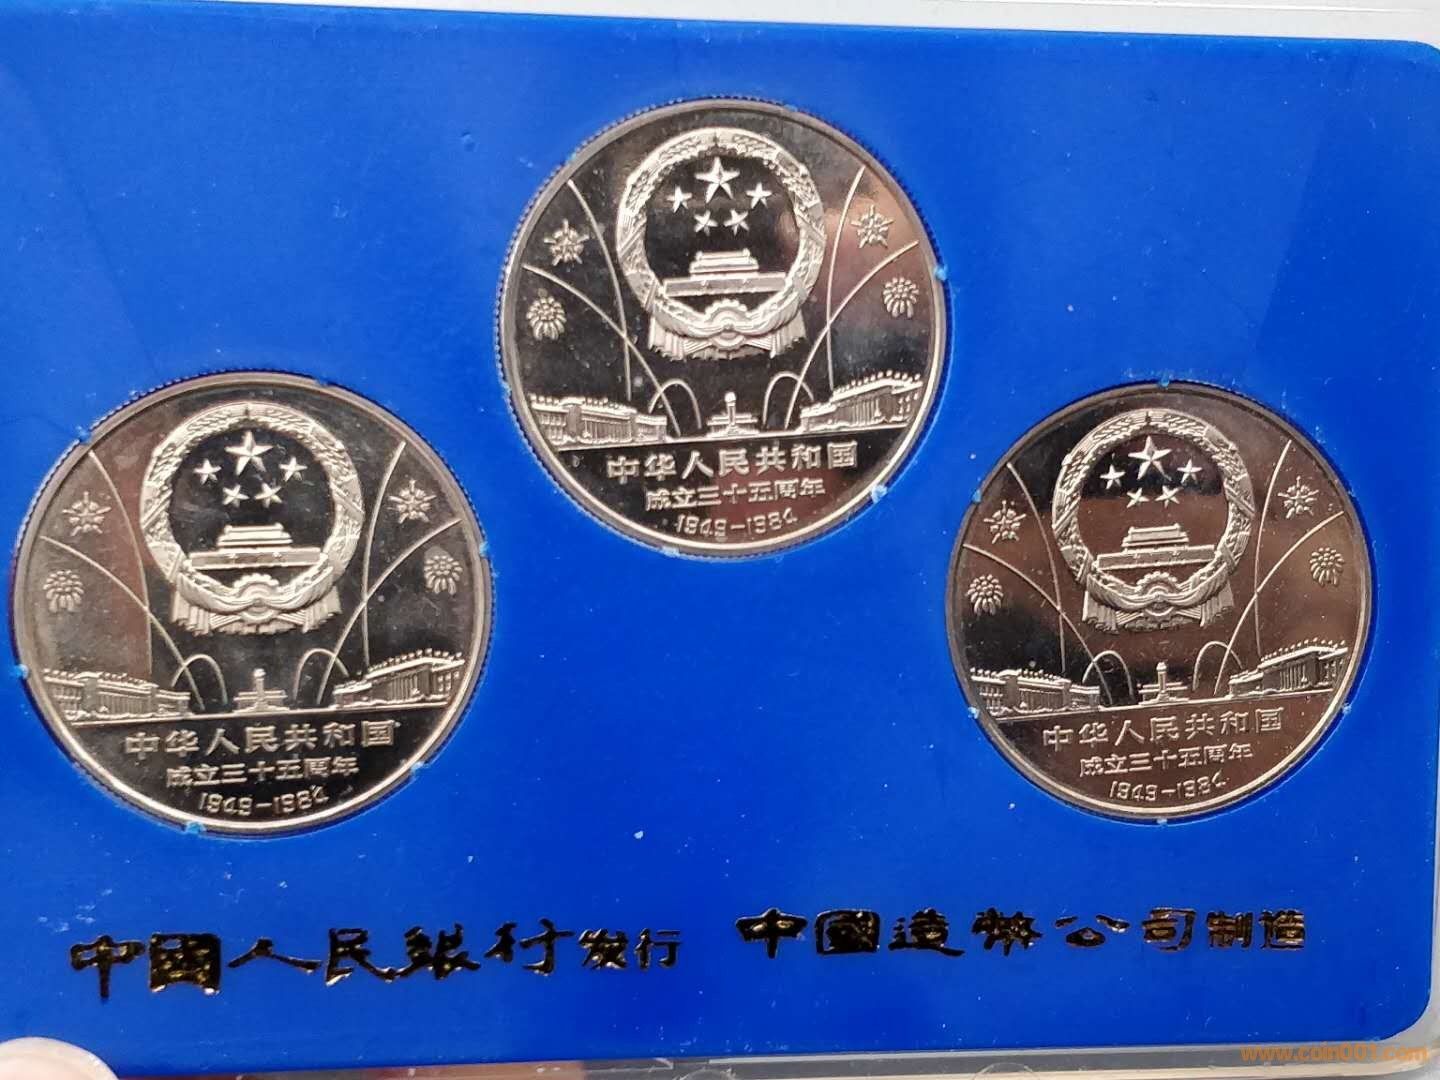 中华人民共和国
成立三十五周年
1949-1984
中华人民共和国
成立三十五周年
1949-1984
中华人民共和国
成立三十五周年
1949-1984
中國人民銀行发行 中國造幣公司制造
www.coin001.com